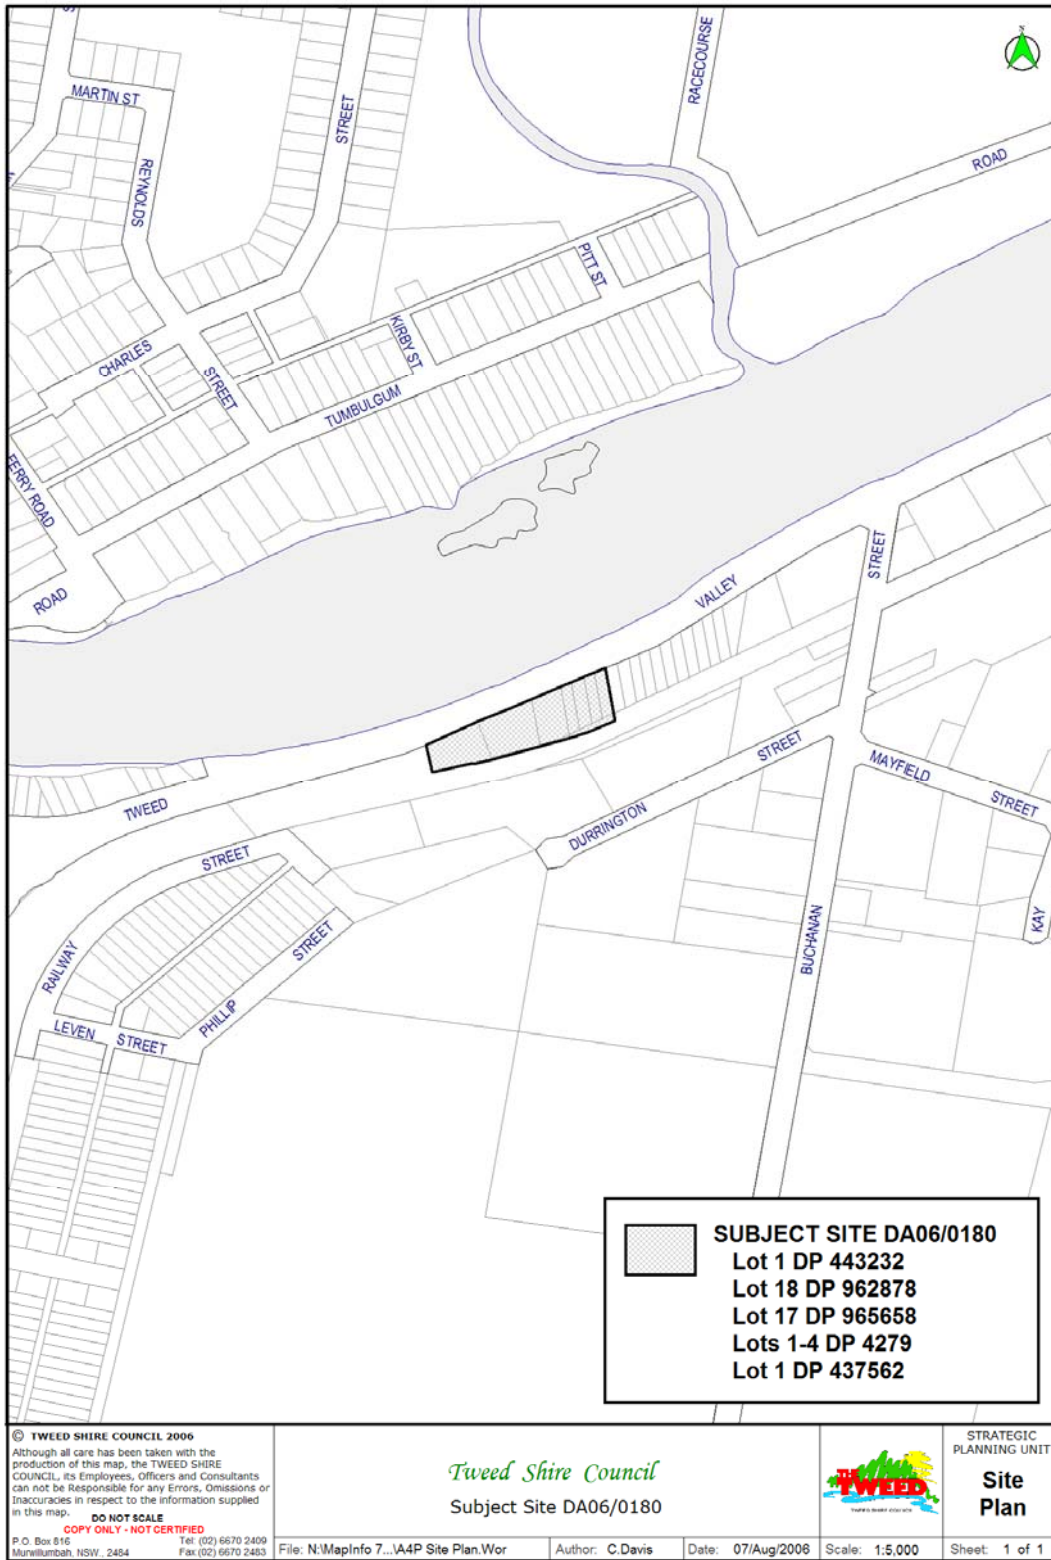 N
MARTIN ST
REYNOLDS
STREET
RACECOURSE
ROAD
PITT ST
KIRBY ST
CHARLES
STREET
TUMBULGUM
FERRY ROAD
ROAD
STREET
VALLEY
TWEED
STREET
DURRINGTON
MAYFIELD
STREET
STREET
RAILWAY
STREET
KAY
BUCHANAN
PHILLIP
LEVEN
STREET
SUBJECT SITE DA06/0180
Lot 1 DP 443232
Lot 18 DP 962878
Lot 17 DP 965658
Lots 1-4 DP 4279
Lot 1 DP 437562
© TWEED SHIRE COUNCIL 2006
Although all care has been taken with the
production of this map, the TWEED SHIRE
COUNCIL, its Employees, Officers and Consultants
can not be Responsible for any Errors, Omissions or
Inaccuracies in respect to the information supplied
in this map.
DO NOT SCALE
COPY ONLY - NOT CERTIFIED
P.O. Box 816 Tel: (02) 6670 2409
Murwillumbah, NSW, 2484 Fax:(02) 6670 2483
Tweed Shire Council
Subject Site DA06/0180
THE
TWEED
TWEED SHIRE COUNCIL
STRATEGIC
PLANNING UNIT
Site
Plan
File: N:\MapInfo 7...\A4P Site Plan.Wor Author: C.Davis Date: 07/Aug/2006 Scale: 1:5,000 Sheet: 1 of 1